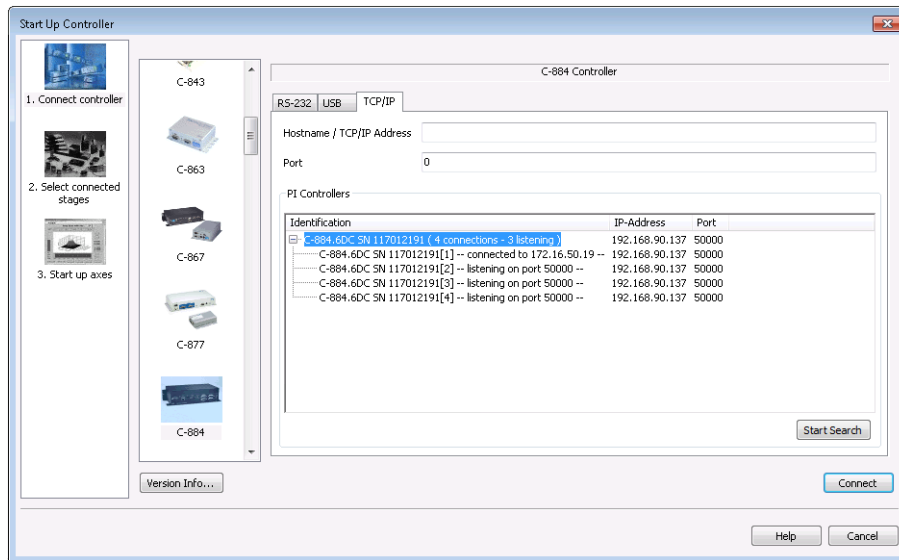 Start Up Controller
1. Connect controller
2. Select connected
stages
3. Start up axes
C-843
C-863
C-867
C-877
C-884
Version Info...
C-884 Controller
RS-232 USB TCP/IP
Hostname / TCP/IP Address
Port 0
PI Controllers
Identification IP-Address Port
C-884.6DC SN 117012191 ( 4 connections - 3 listening ) 192.168.90.137 50000
C-884.6DC SN 117012191[1] -- connected to 172.16.50.19 -- 192.168.90.137 50000
C-884.6DC SN 117012191[2] -- listening on port 50000 -- 192.168.90.137 50000
C-884.6DC SN 117012191[3] -- listening on port 50000 -- 192.168.90.137 50000
C-884.6DC SN 117012191[4] -- listening on port 50000 -- 192.168.90.137 50000
Start Search
Connect
Help Cancel